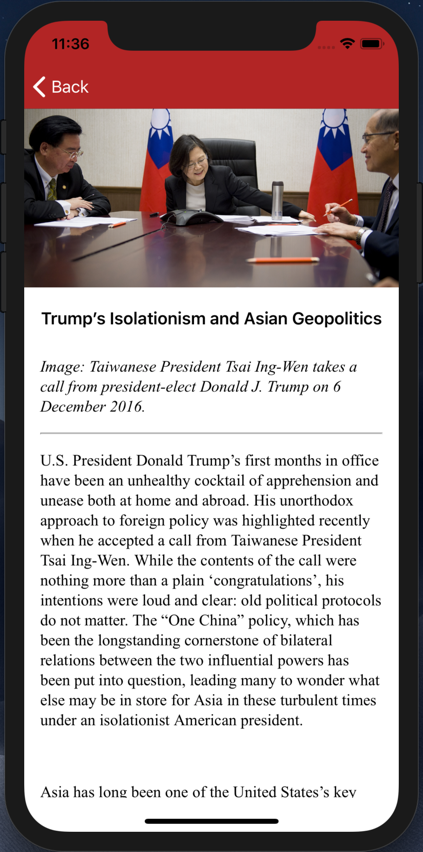 11:36
Back
Trump’s Isolationism and Asian Geopolitics
Image: Taiwanese President Tsai Ing-Wen takes a
call from president-elect Donald J. Trump on 6
December 2016.
U.S. President Donald Trump’s first months in office
have been an unhealthy cocktail of apprehension and
unease both at home and abroad. His unorthodox
approach to foreign policy was highlighted recently
when he accepted a call from Taiwanese President
Tsai Ing-Wen. While the contents of the call were
nothing more than a plain ‘congratulations’, his
intentions were loud and clear: old political protocols
do not matter. The “One China” policy, which has
been the longstanding cornerstone of bilateral
relations between the two influential powers has
been put into question, leading many to wonder what
else may be in store for Asia in these turbulent times
under an isolationist American president.
Asia has long been one of the United States’s key